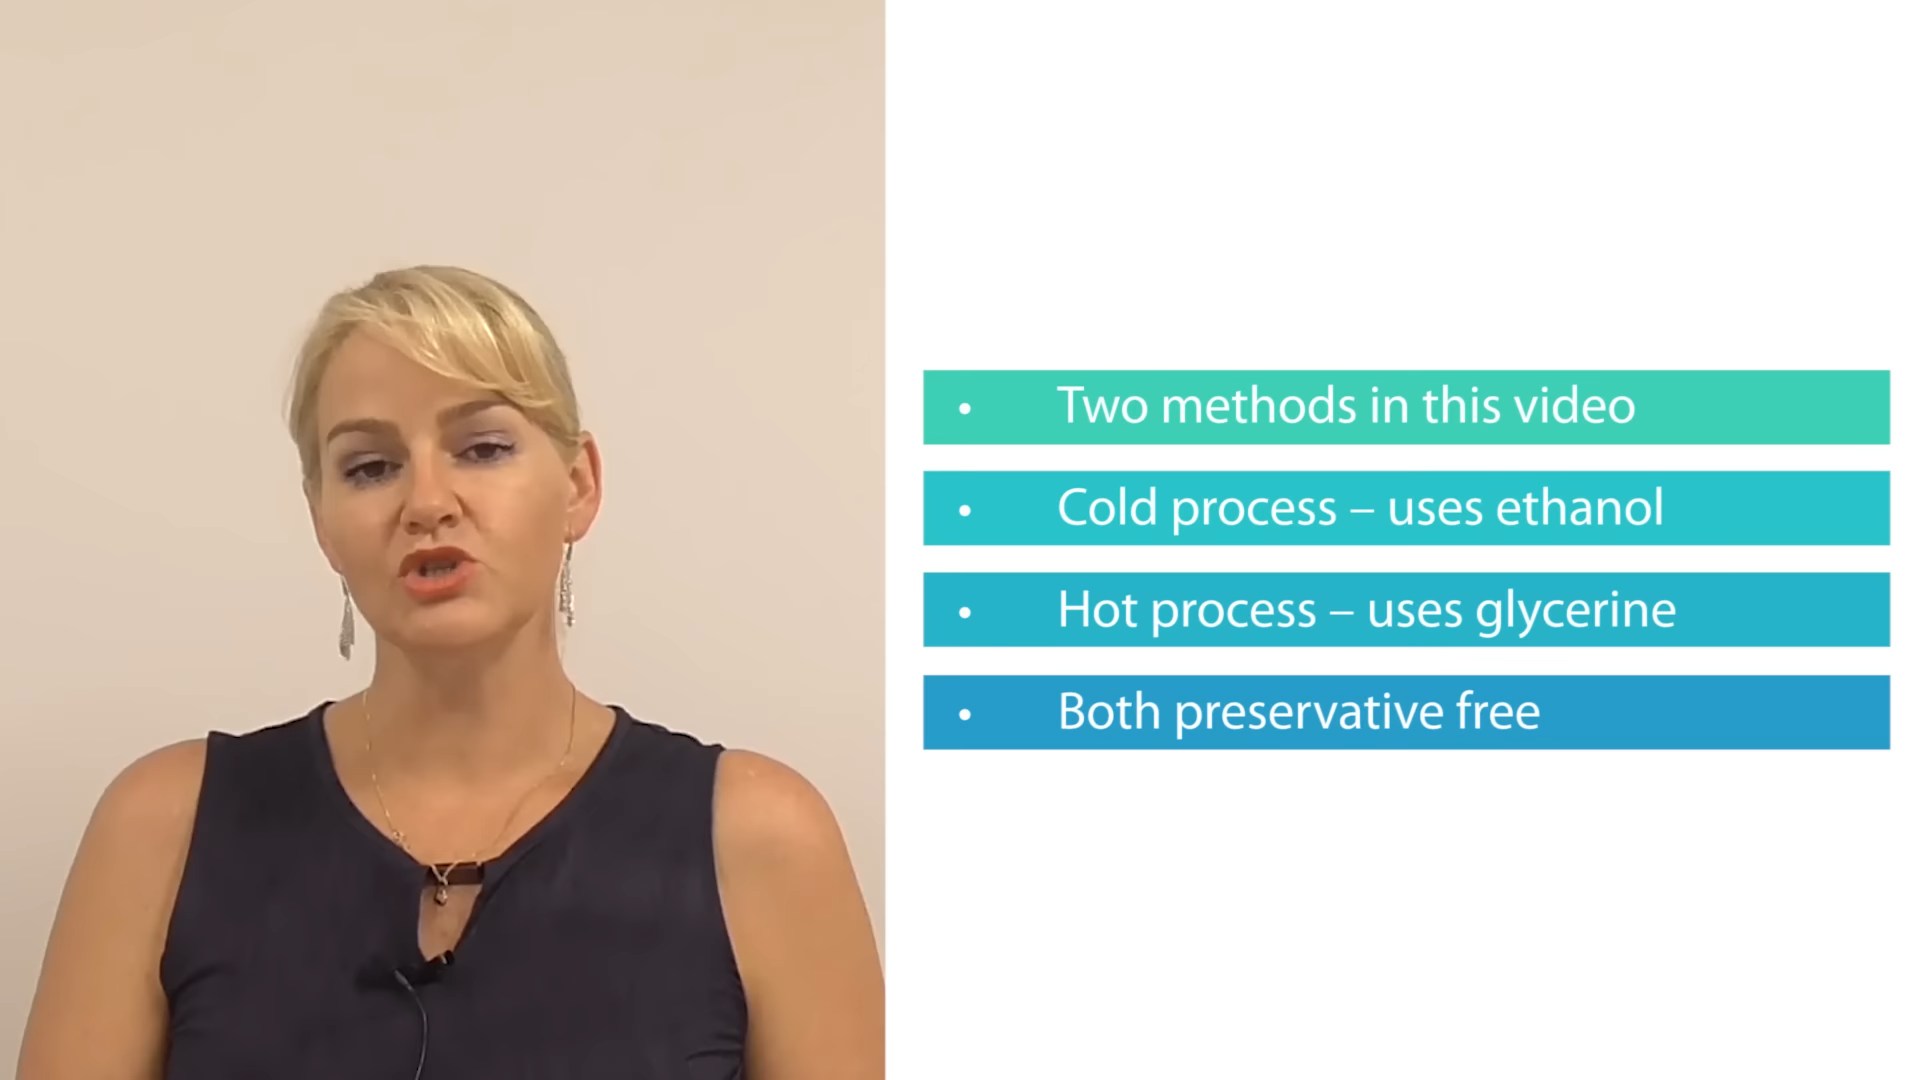 • Two methods in this video
• Cold process – uses ethanol
• Hot process – uses glycerine
• Both preservative free